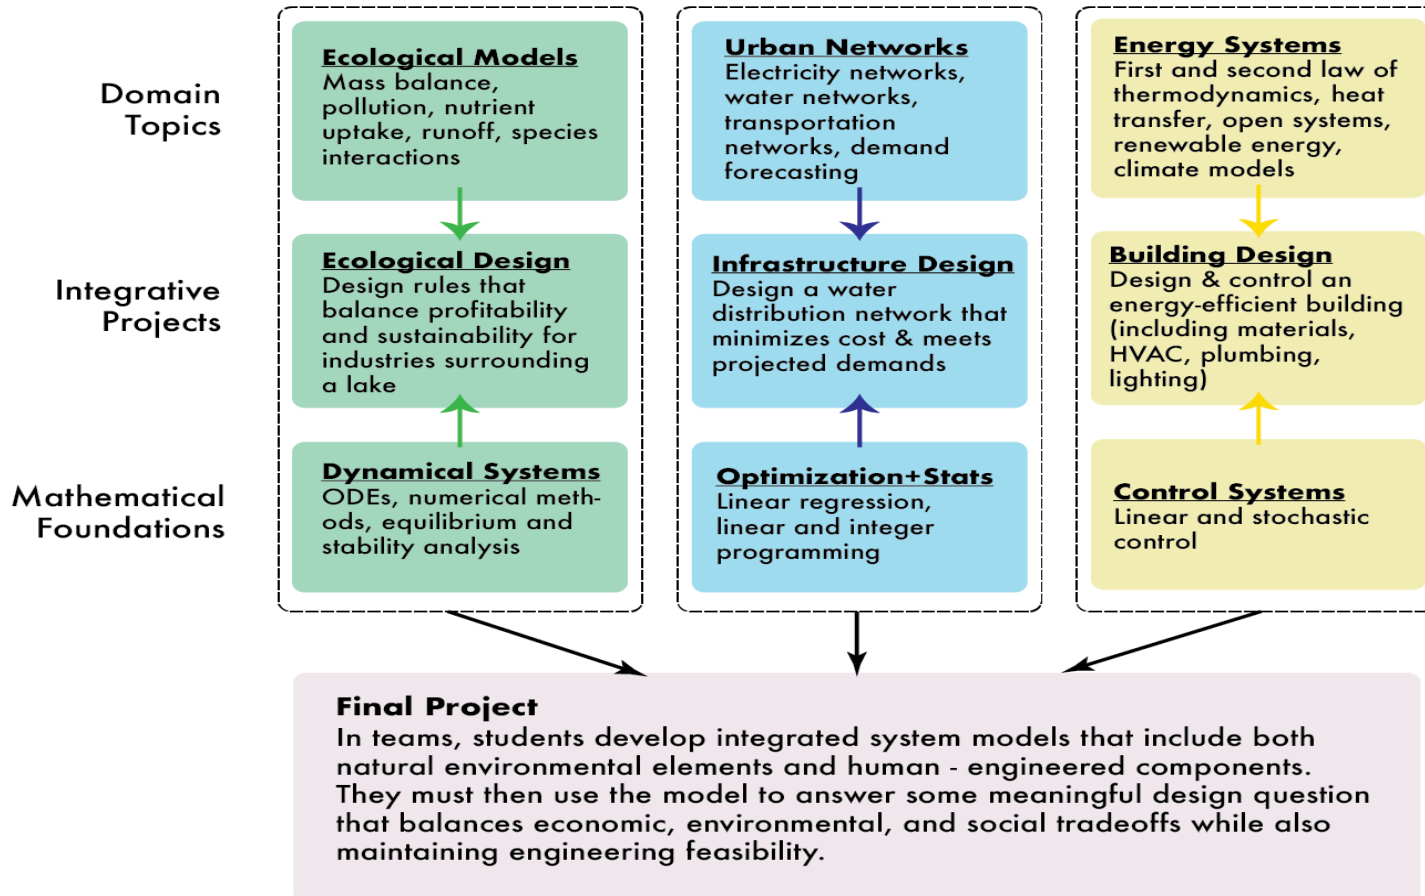 Domain
Topics
Ecological Models
Mass balance,
pollution, nutrient
uptake, runoff, species
interactions
Urban Networks
Electricity networks,
water networks,
transportation
networks, demand
forecasting
Energy Systems
First and second law of
thermodynamics, heat
transfer, open systems,
renewable energy,
climate models
Integrative
Projects
Ecological Design
Design rules that
balance profitability
and sustainability for
industries surrounding
a lake
Infrastructure Design
Design a water
distribution network that
minimizes cost & meets
projected demands
Building Design
Design & control an
energy-efficient building
(including materials,
HVAC, plumbing,
lighting)
Mathematical
Foundations
Dynamical Systems
ODEs, numerical meth-
ods, equilibrium and
stability analysis
Optimization+Stats
Linear regression,
linear and integer
programming
Control Systems
Linear and stochastic
control
Final Project
In teams, students develop integrated system models that include both
natural environmental elements and human - engineered components.
They must then use the model to answer some meaningful design question
that balances economic, environmental, and social tradeoffs while also
maintaining engineering feasibility.